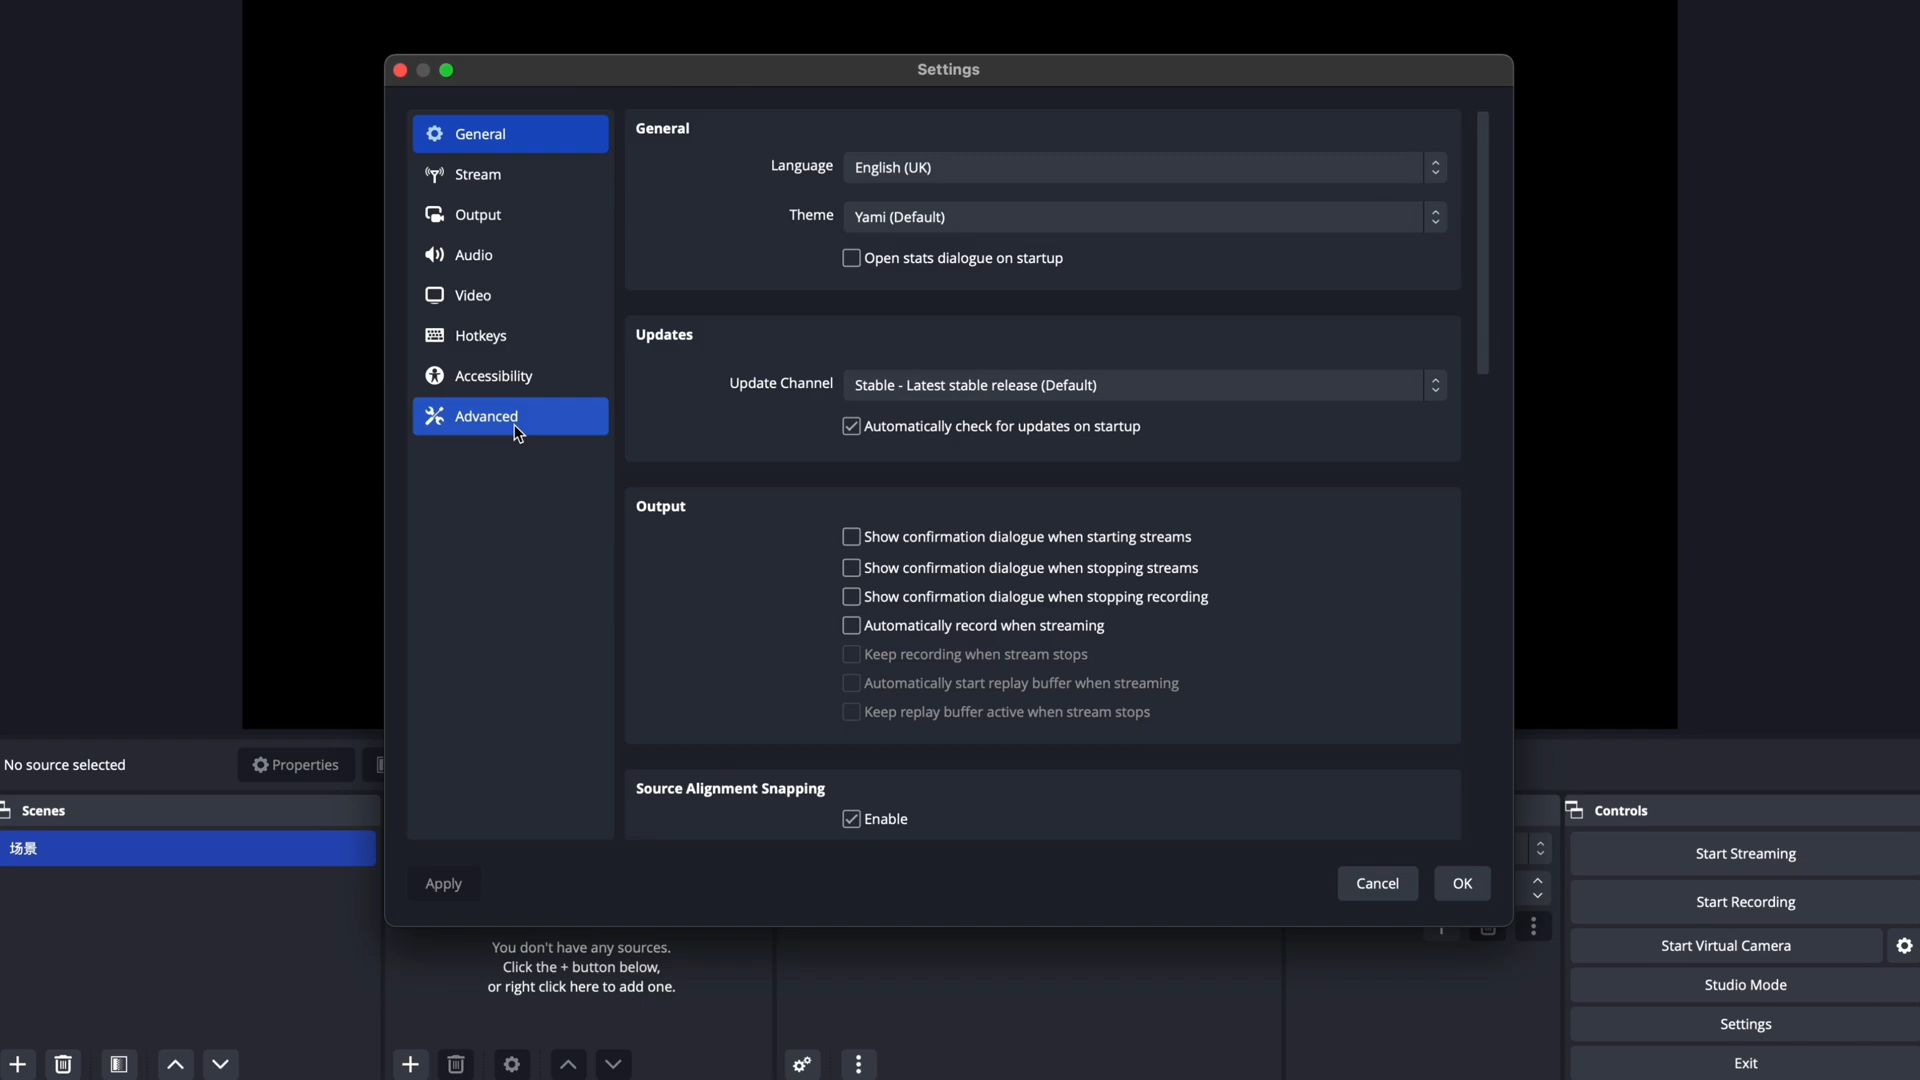 Settings
General
Stream
Output
Audio
Video
Hotkeys
Accessibility
Advanced
General
Language English (UK)
Theme Yami (Default)
Open stats dialogue on startup
Updates
Update Channel Stable - Latest stable release (Default)
Automatically check for updates on startup
Output
Show confirmation dialogue when starting streams
Show confirmation dialogue when stopping streams
Show confirmation dialogue when stopping recording
Automatically record when streaming
Keep recording when stream stops
Automatically start replay buffer when streaming
Keep replay buffer active when stream stops
Source Alignment Snapping
Enable
Apply
Cancel
OK
No source selected
Properties
Scenes
场景
You don't have any sources.
Click the + button below,
or right click here to add one.
Controls
Start Streaming
Start Recording
Start Virtual Camera
Studio Mode
Settings
Exit